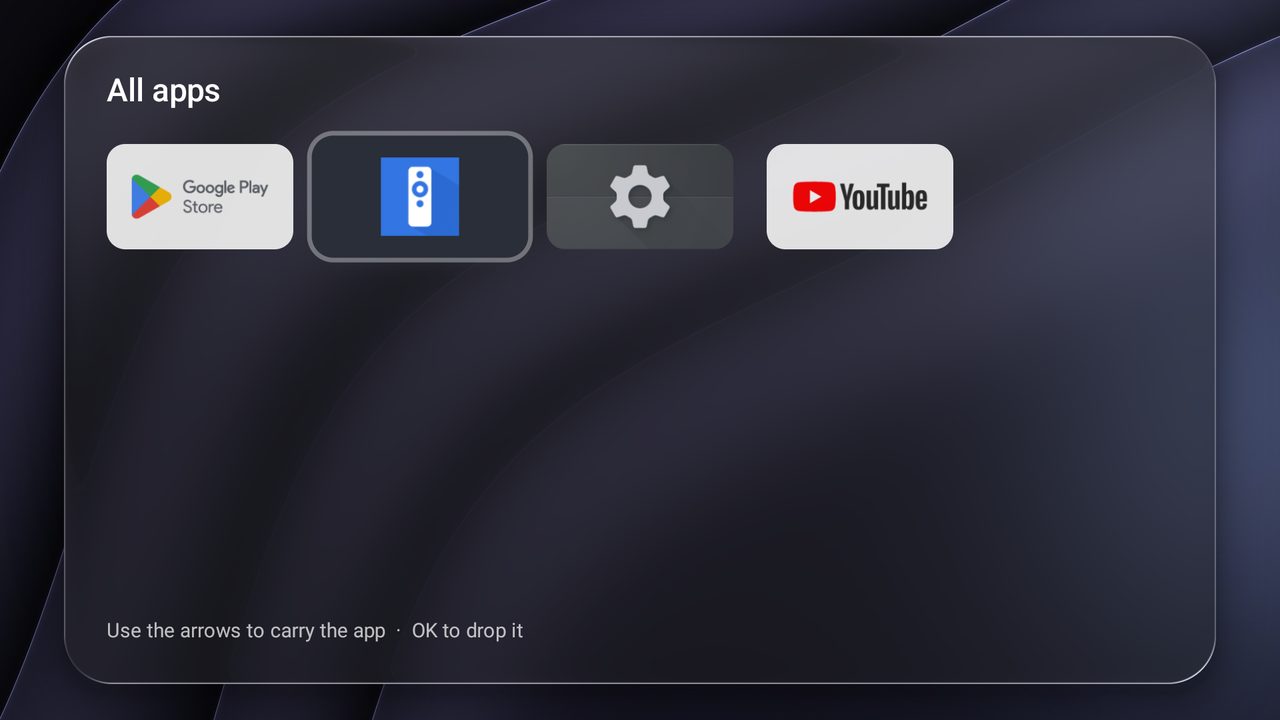 All apps
Google Play
Store
YouTube
Use the arrows to carry the app · OK to drop it